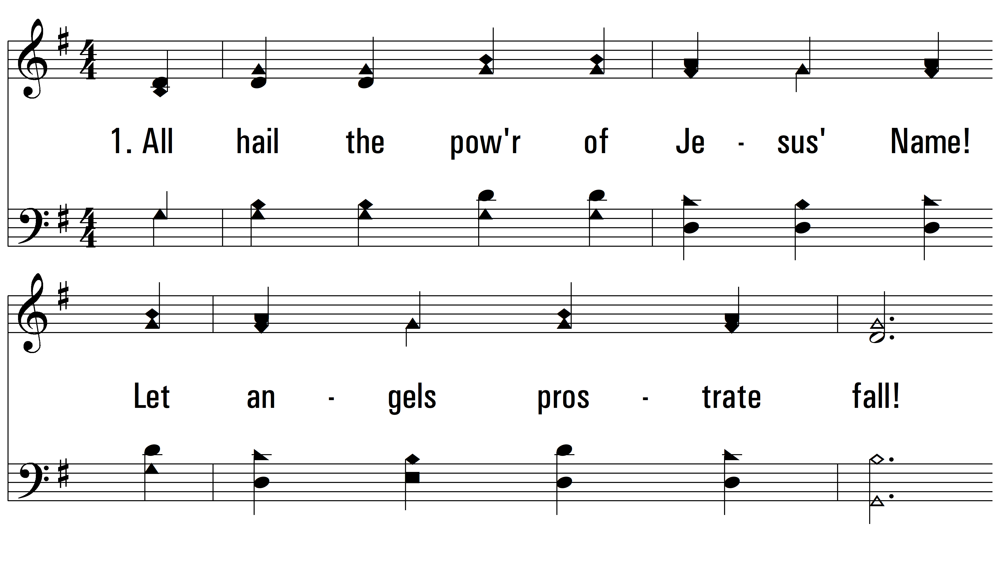 1. All hail the pow'r of Je - sus' Name!
Let an - gels pros - trate fall!